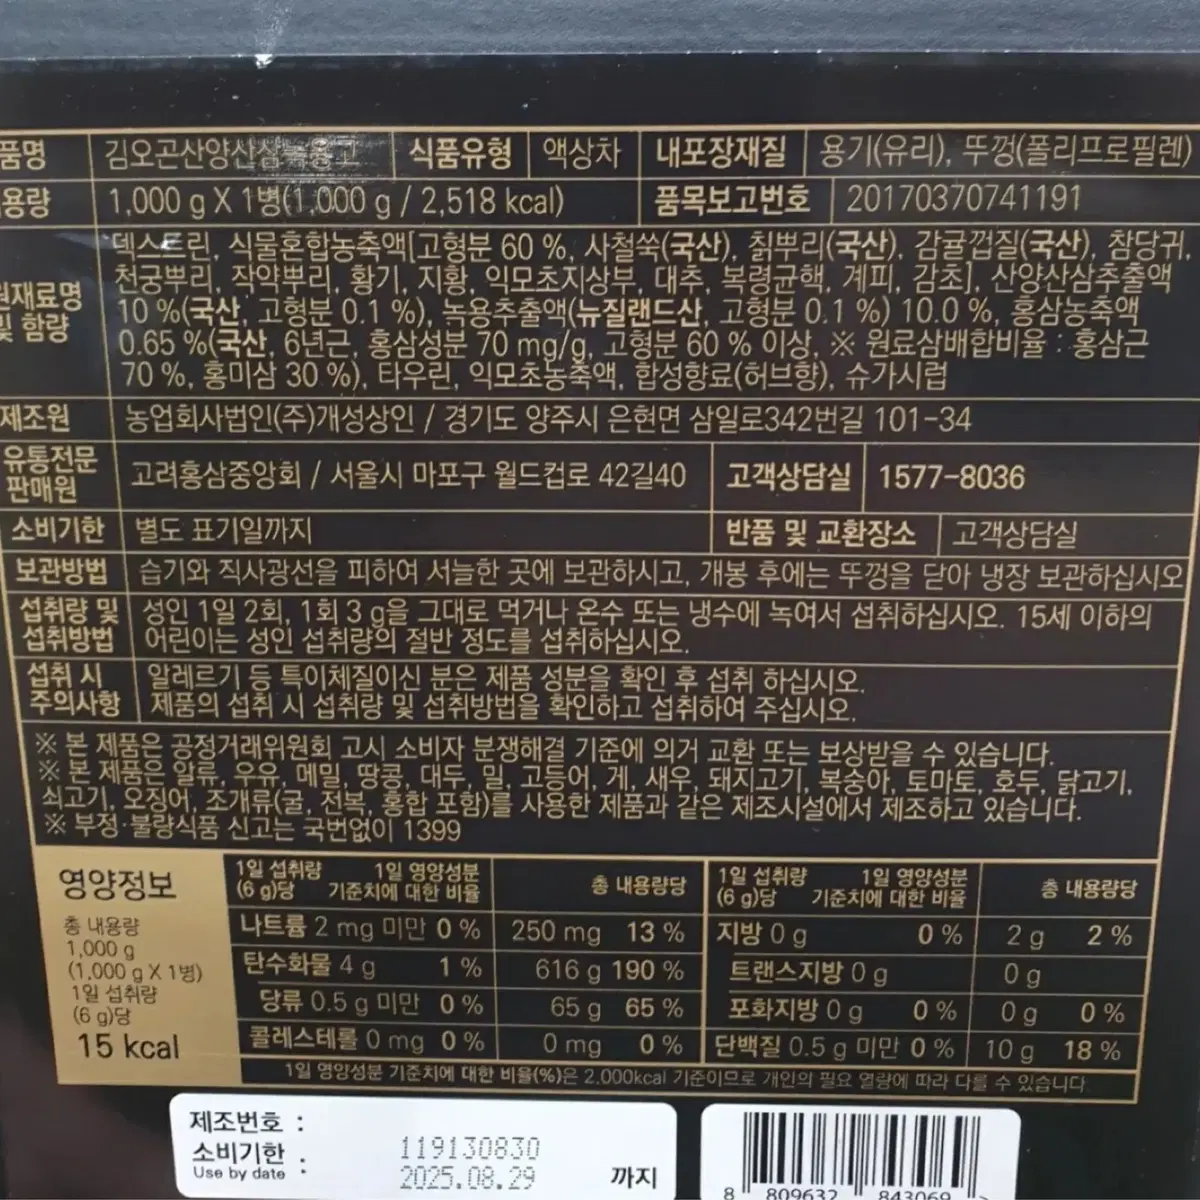 품명 김오곤산양산삼녹용고 식품유형 액상차 내포장재질 용기(유리), 뚜껑(폴리프로필렌)
용량 1,000 g X 1병(1,000 g / 2,518 kcal) 품목보고번호 20170370741191
원재료명 및 함량
덱스트린, 식물혼합농축액[고형분 60 %, 사철쑥(국산), 칡뿌리(국산), 감귤껍질(국산), 참당귀,
천궁뿌리, 작약뿌리, 황기, 지황, 익모초지상부, 대추, 복령균핵, 계피, 감초], 산양산삼추출액
10 %(국산, 고형분 0.1 %), 녹용추출액(뉴질랜드산, 고형분 0.1 %) 10.0 %, 홍삼농축액
0.65 %(국산, 6년근, 홍삼성분 70 mg/g, 고형분 60 % 이상, ※ 원료삼배합비율 : 홍삼근
70 %, 홍미삼 30 %), 타우린, 익모초농축액, 합성향료(허브향), 슈가시럽
제조원 농업회사법인(주)개성상인 / 경기도 양주시 은현면 삼일로342번길 101-34
유통전문
판매원
고려홍삼중앙회 / 서울시 마포구 월드컵로 42길40 고객상담실 1577-8036
소비기한 별도 표기일까지 반품 및 교환장소 고객상담실
보관방법 습기와 직사광선을 피하여 서늘한 곳에 보관하시고, 개봉 후에는 뚜껑을 닫아 냉장 보관하십시오
섭취량 및
섭취방법
성인 1일 2회, 1회 3 g을 그대로 먹거나 온수 또는 냉수에 녹여서 섭취하십시오. 15세 이하의
어린이는 성인 섭취량의 절반 정도를 섭취하십시오.
섭취 시
주의사항
알레르기 등 특이체질이신 분은 제품 성분을 확인 후 섭취 하십시오.
제품의 섭취 시 섭취량 및 섭취방법을 확인하고 섭취하여 주십시오.
※ 본 제품은 공정거래위원회 고시 소비자 분쟁해결 기준에 의거 교환 또는 보상받을 수 있습니다.
※ 본 제품은 알류, 우유, 메밀, 땅콩, 대두, 밀, 고등어, 게, 새우, 돼지고기, 복숭아, 토마토, 호두, 닭고기,
쇠고기, 오징어, 조개류(굴, 전복, 홍합 포함)를 사용한 제품과 같은 제조시설에서 제조하고 있습니다.
※ 부정·불량식품 신고는 국번없이 1399
영양정보
총 내용량
1,000 g
(1,000 g X 1병)
1일 섭취량
(6 g)당
15 kcal
1일 섭취량 (6 g)당 1일 영양성분 기준치에 대한 비율 총 내용량당 1일 섭취량 (6 g)당 1일 영양성분 기준치에 대한 비율 총 내용량당
나트륨 2 mg 미만 0 % 250 mg 13 % 지방 0 g 0 % 2 g 2 %
탄수화물 4 g 1 % 616 g 190 % 트랜스지방 0 g 0 g
당류 0.5 g 미만 0 % 65 g 65 % 포화지방 0 g 0 % 0 g 0 %
콜레스테롤 0 mg 0 % 0 mg 0 % 단백질 0.5 g 미만 0 % 10 g 18 %
1일 영양성분 기준치에 대한 비율(%)은 2,000kcal 기준이므로 개인의 필요 열량에 따라 다를 수 있습니다.
제조번호 : 119130830
소비기한
Use by date : 2025.08.29 까지
8 809632 843069 >